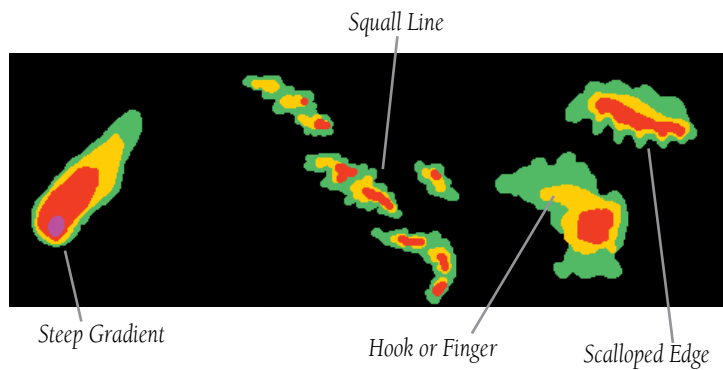 Squall Line
Steep Gradient
Hook or Finger
Scalloped Edge